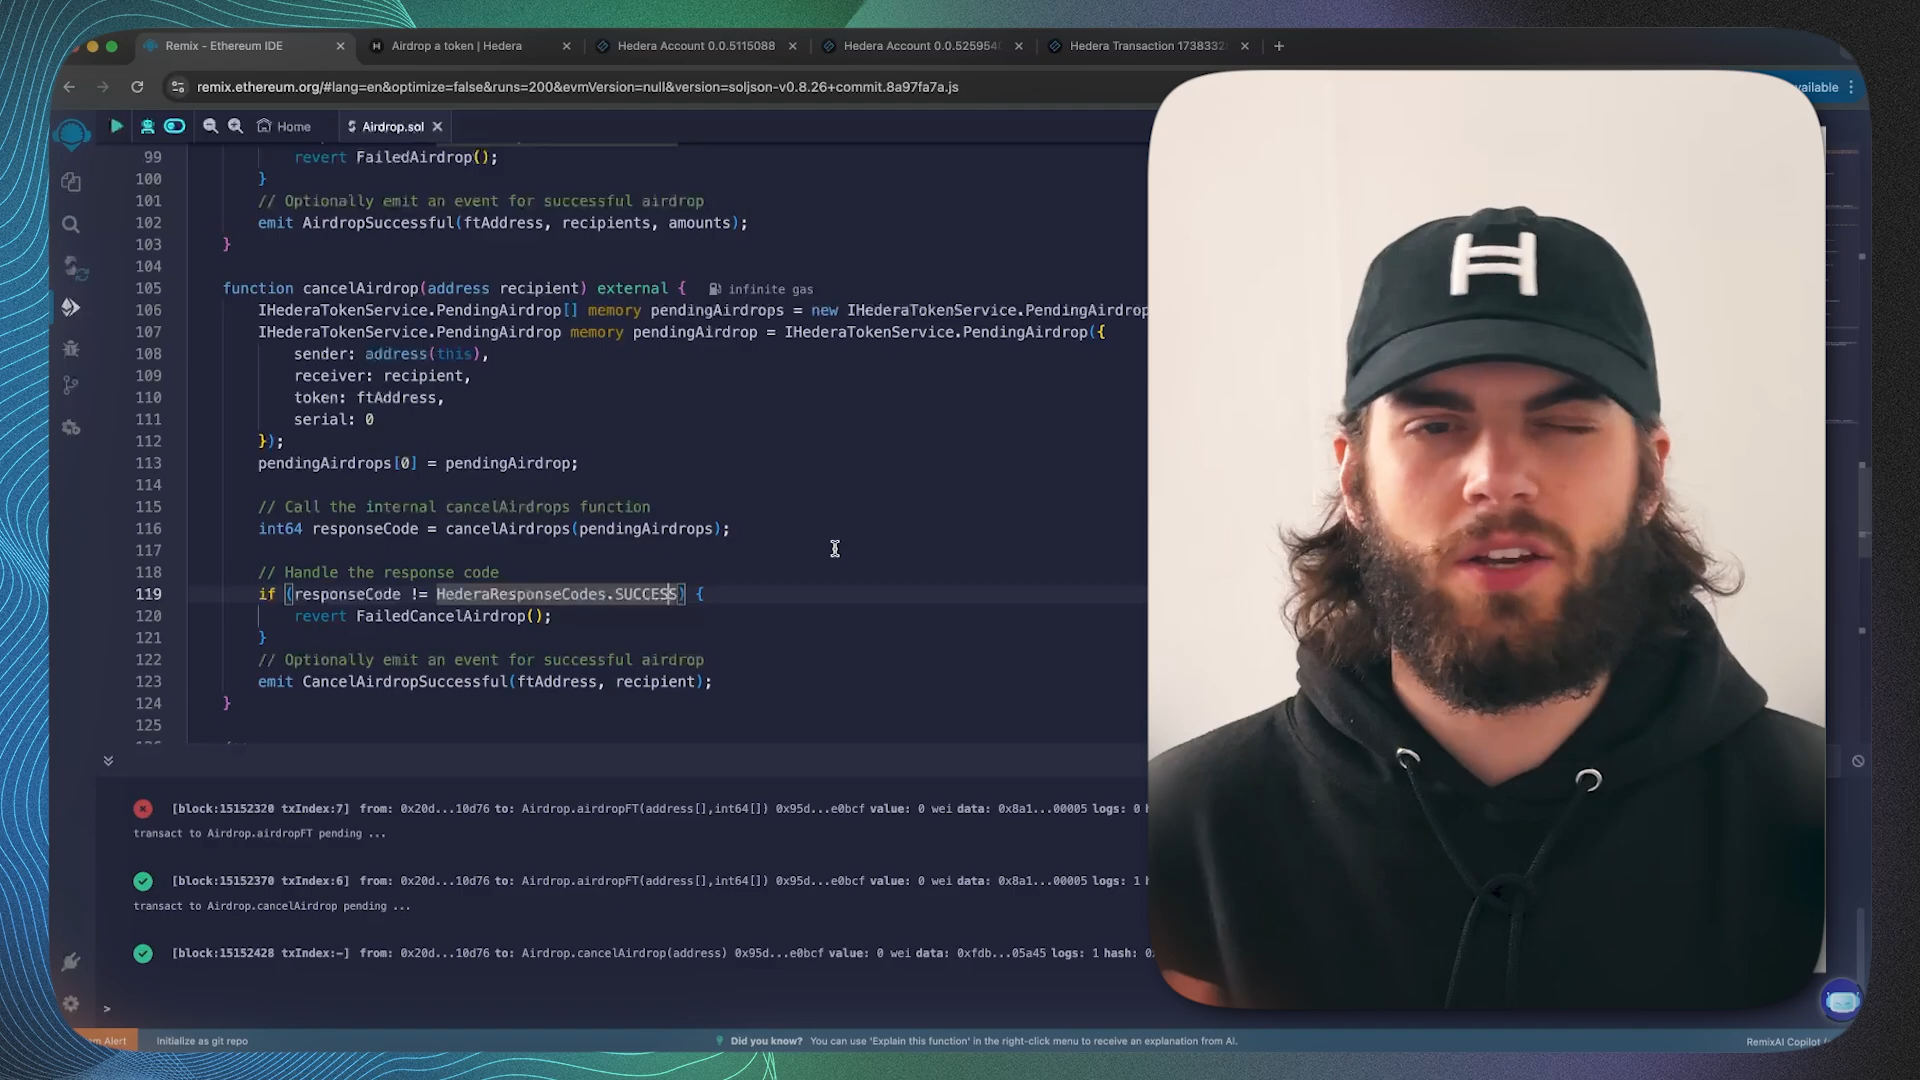 Remix - Ethereum IDE
Airdrop a token | Hedera
Hedera Account 0.0.5115088
Hedera Account 0.0.525954
Hedera Transaction 1738332
remix.ethereum.org/#lang=en&optimize=false&runs=200&evmVersion=null&version=soljson-v0.8.26+commit.8a97fa7a.js
vailable
Home
Airdrop.sol
99 revert FailedAirdrop();
100 }
101 // Optionally emit an event for successful airdrop
102 emit AirdropSuccessful(ftAddress, recipients, amounts);
103 }
104
105 function cancelAirdrop(address recipient) external { infinite gas
106 IHederaTokenService.PendingAirdrop[] memory pendingAirdrops = new IHederaTokenService.PendingAirdrop
107 IHederaTokenService.PendingAirdrop memory pendingAirdrop = IHederaTokenService.PendingAirdrop({
108 sender: address(this),
109 receiver: recipient,
110 token: ftAddress,
111 serial: 0
112 });
113 pendingAirdrops[0] = pendingAirdrop;
114
115 // Call the internal cancelAirdrops function
116 int64 responseCode = cancelAirdrops(pendingAirdrops);
117
118 // Handle the response code
119 if (responseCode != HederaResponseCodes.SUCCESS) {
120 revert FailedCancelAirdrop();
121 }
122 // Optionally emit an event for successful airdrop
123 emit CancelAirdropSuccessful(ftAddress, recipient);
124 }
125
[block:15152320 txIndex:7] from: 0x20d...10d76 to: Airdrop.airdropFT(address[],int64[]) 0x95d...e0bcf value: 0 wei data: 0x8a1...00005 logs: 0 h
transact to Airdrop.airdropFT pending ...
[block:15152370 txIndex:6] from: 0x20d...10d76 to: Airdrop.airdropFT(address[],int64[]) 0x95d...e0bcf value: 0 wei data: 0x8a1...00005 logs: 1 h
transact to Airdrop.cancelAirdrop pending ...
[block:15152428 txIndex:-] from: 0x20d...10d76 to: Airdrop.cancelAirdrop(address) 0x95d...e0bcf value: 0 wei data: 0xfdb...05a45 logs: 1 hash: 0
>
m Alert
Initialize as git repo
Did you know? You can use 'Explain this function' in the right-click menu to receive an explanation from AI.
RemixAI Copilot
H